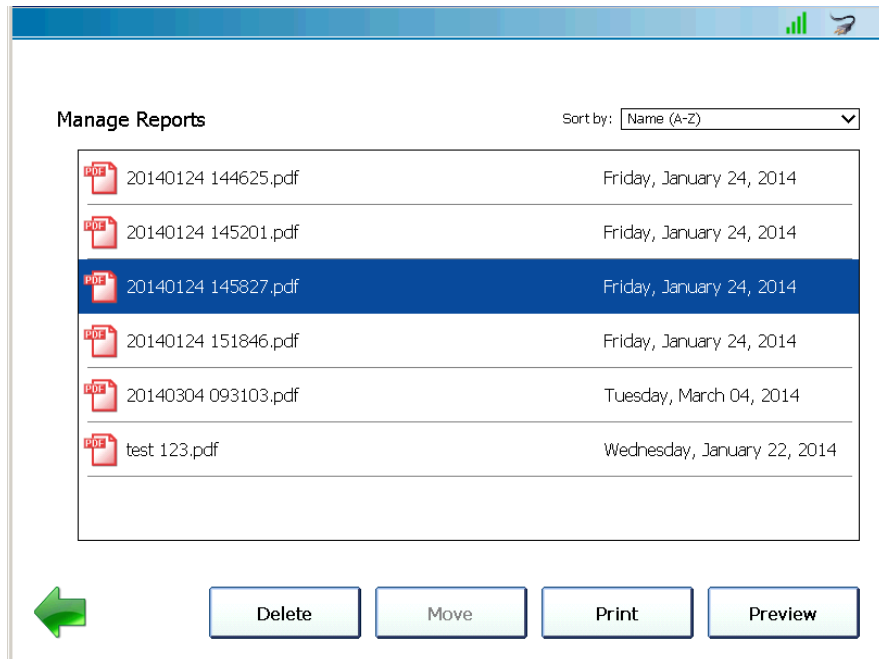 Manage Reports Sort by: Name (A-Z)
PDF 20140124 144625.pdf Friday, January 24, 2014
PDF 20140124 145201.pdf Friday, January 24, 2014
PDF 20140124 145827.pdf Friday, January 24, 2014
PDF 20140124 151846.pdf Friday, January 24, 2014
PDF 20140304 093103.pdf Tuesday, March 04, 2014
PDF test 123.pdf Wednesday, January 22, 2014
Delete Move Print Preview